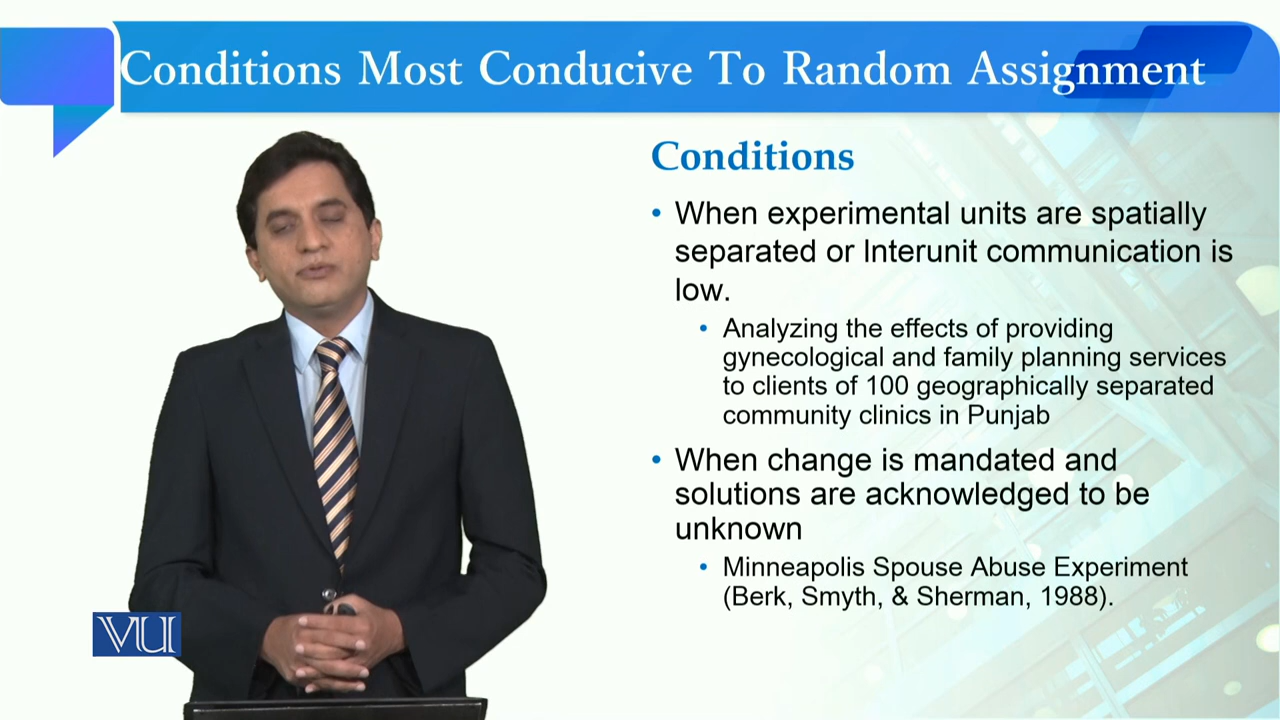 Conditions Most Conducive To Random Assignment
Conditions
• When experimental units are spatially
separated or Interunit communication is
low.
• Analyzing the effects of providing
gynecological and family planning services
to clients of 100 geographically separated
community clinics in Punjab
• When change is mandated and
solutions are acknowledged to be
unknown
• Minneapolis Spouse Abuse Experiment
(Berk, Smyth, & Sherman, 1988).
VU